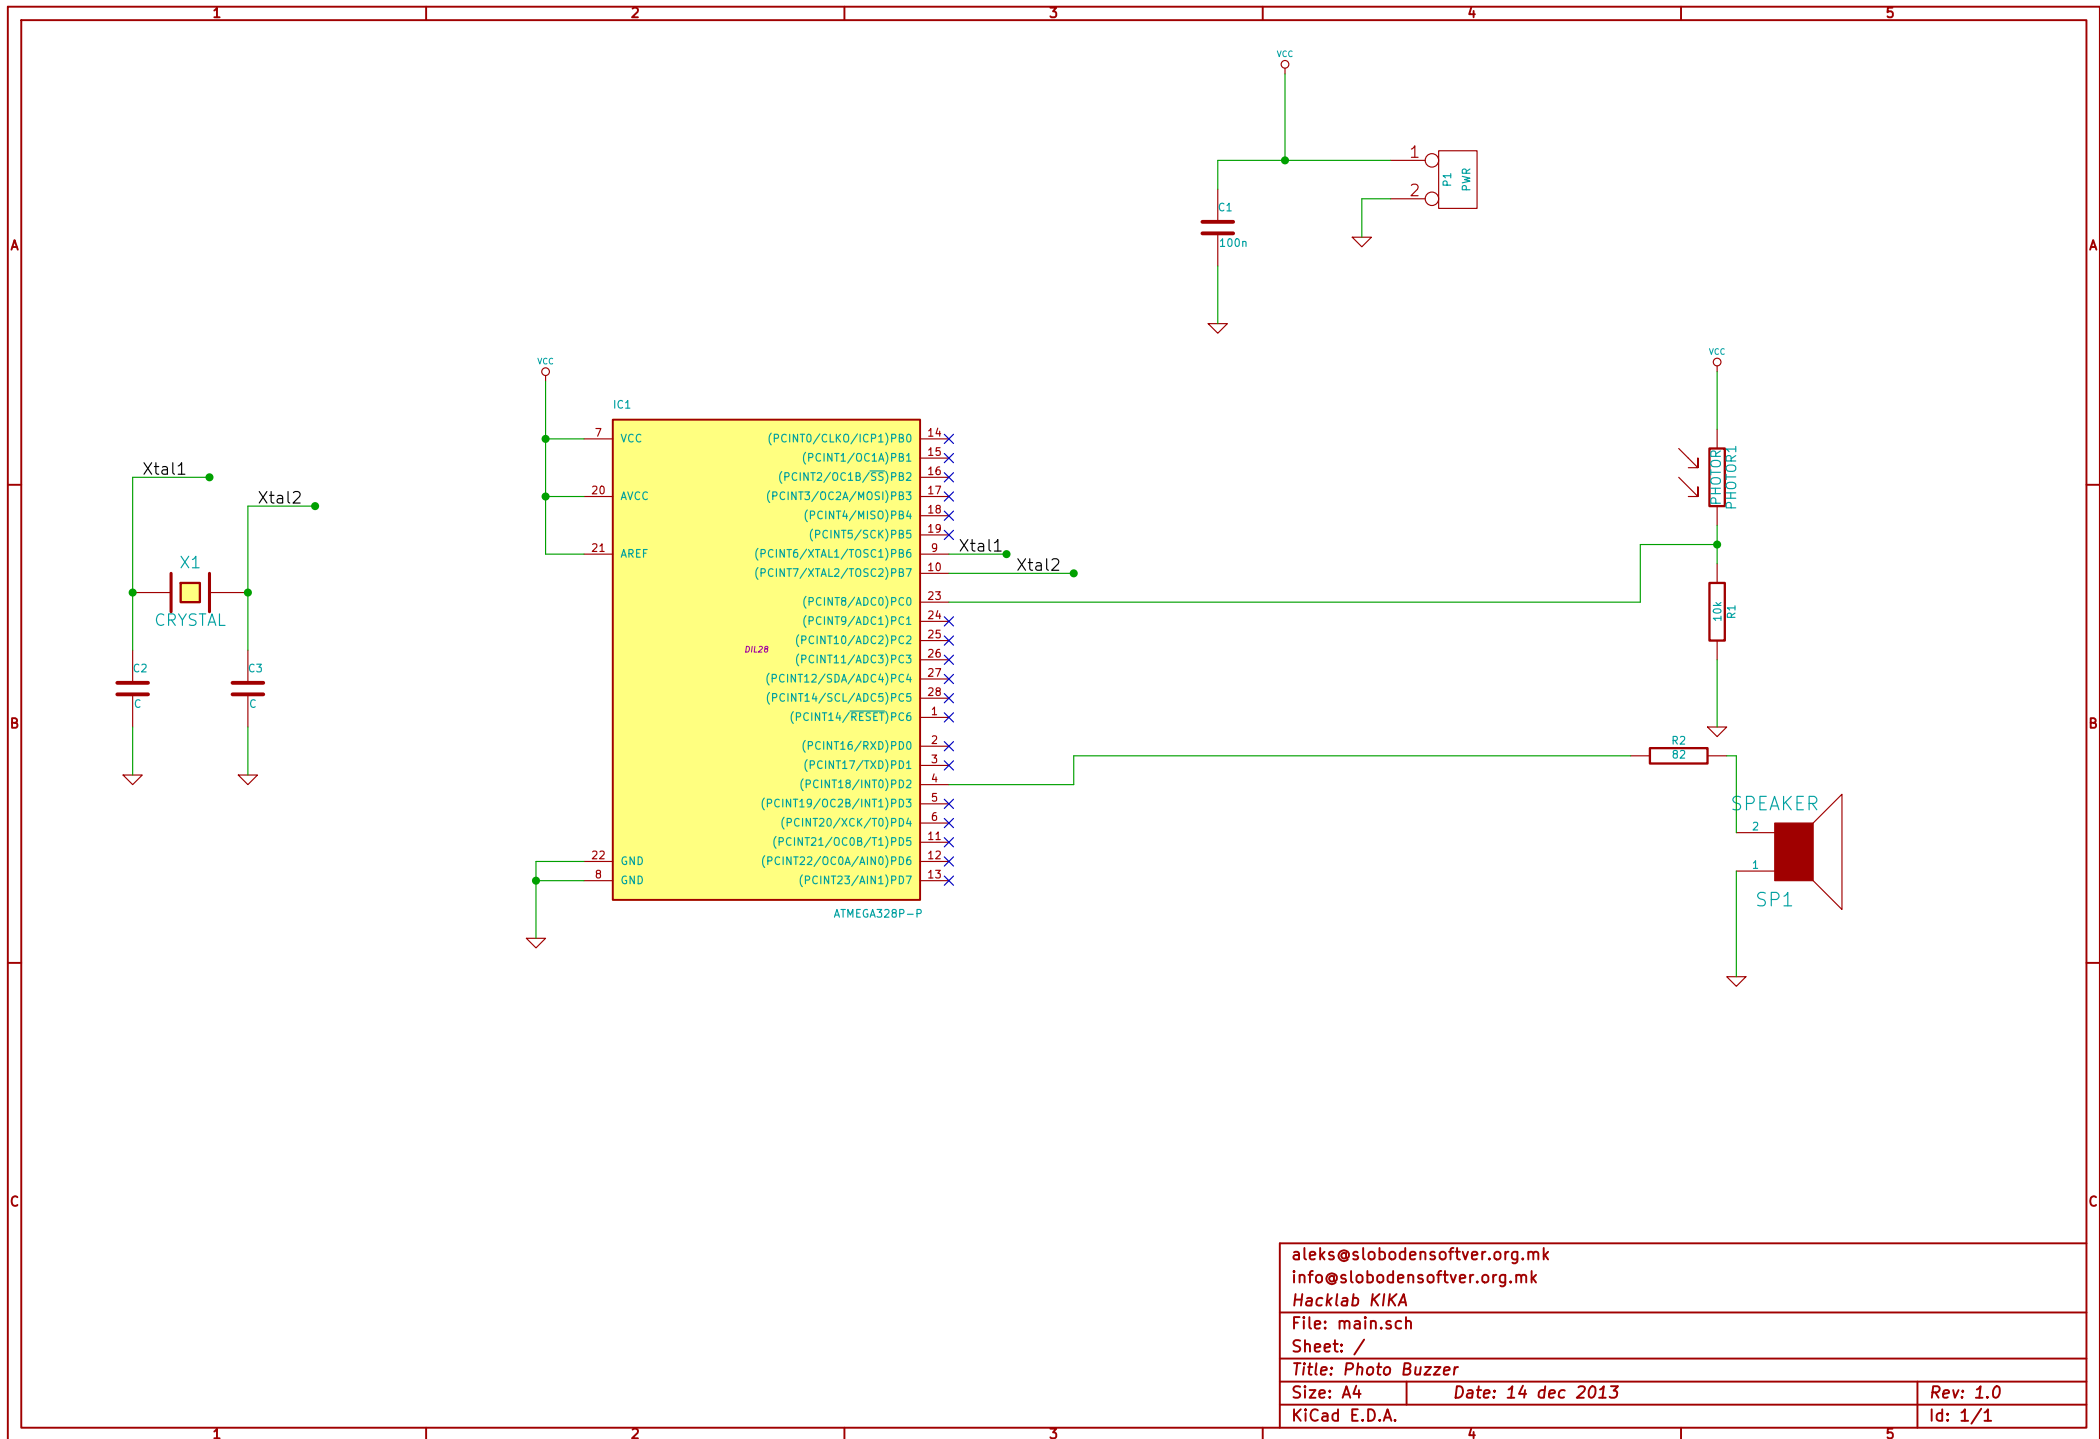 1 2 3 4 5
VCC
1
2
P1
PWR
C1
100n
A A
VCC
VCC
IC1
7 VCC (PCINT0/CLKO/ICP1)PB0 14
(PCINT1/OC1A)PB1 15
Xtal1
(PCINT2/OC1B/SS)PB2 16
Xtal2
20 AVCC (PCINT3/OC2A/MOSI)PB3 17
(PCINT4/MISO)PB4 18
(PCINT5/SCK)PB5 19
21 AREF (PCINT6/XTAL1/TOSC1)PB6 9 Xtal1
(PCINT7/XTAL2/TOSC2)PB7 10 Xtal2
PHOTOR
PHOTOR1
X1
CRYSTAL
(PCINT8/ADC0)PC0 23
(PCINT9/ADC1)PC1 24
(PCINT10/ADC2)PC2 25
10k
R1
DIL28
(PCINT11/ADC3)PC3 26
(PCINT12/SDA/ADC4)PC4 27
(PCINT14/SCL/ADC5)PC5 28
(PCINT14/RESET)PC6 1
C2
C
C3
C
B B
(PCINT16/RXD)PD0 2
(PCINT17/TXD)PD1 3
(PCINT18/INT0)PD2 4
(PCINT19/OC2B/INT1)PD3 5
(PCINT20/XCK/T0)PD4 6
(PCINT21/OC0B/T1)PD5 11
22 GND (PCINT22/OC0A/AIN0)PD6 12
8 GND (PCINT23/AIN1)PD7 13
ATMEGA328P-P
R2
82
SPEAKER
2
1
SP1
C C
aleks@slobodensoftver.org.mk
info@slobodensoftver.org.mk
Hacklab KIKA
File: main.sch
Sheet: /
Title: Photo Buzzer
Size: A4 Date: 14 dec 2013 Rev: 1.0
KiCad E.D.A. Id: 1/1
1 2 3 4 5